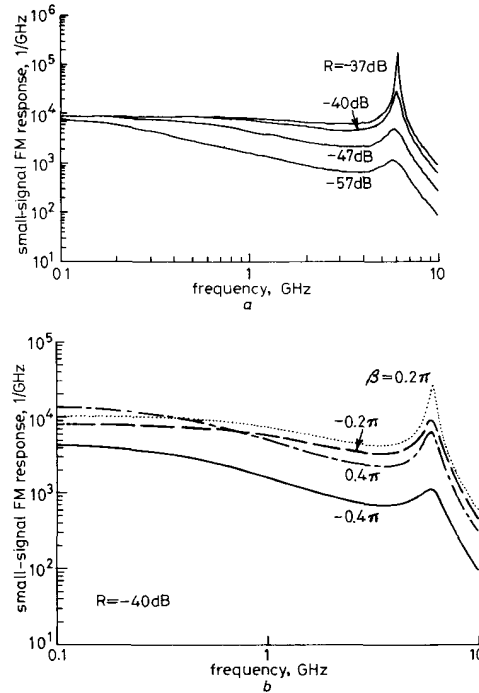 small-signal FM response, 1/GHz
10⁶
10⁵
10⁴
10³
10²
10¹
R=-37dB
-40dB
-47dB
-57dB
0·1
1
10
frequency, GHz
a
small-signal FM response, 1/GHz
10⁵
10⁴
10³
10²
10¹
β=0.2π
-0.2π
0.4π
-0.4π
R=-40dB
0.1
1
10
frequency, GHz
b